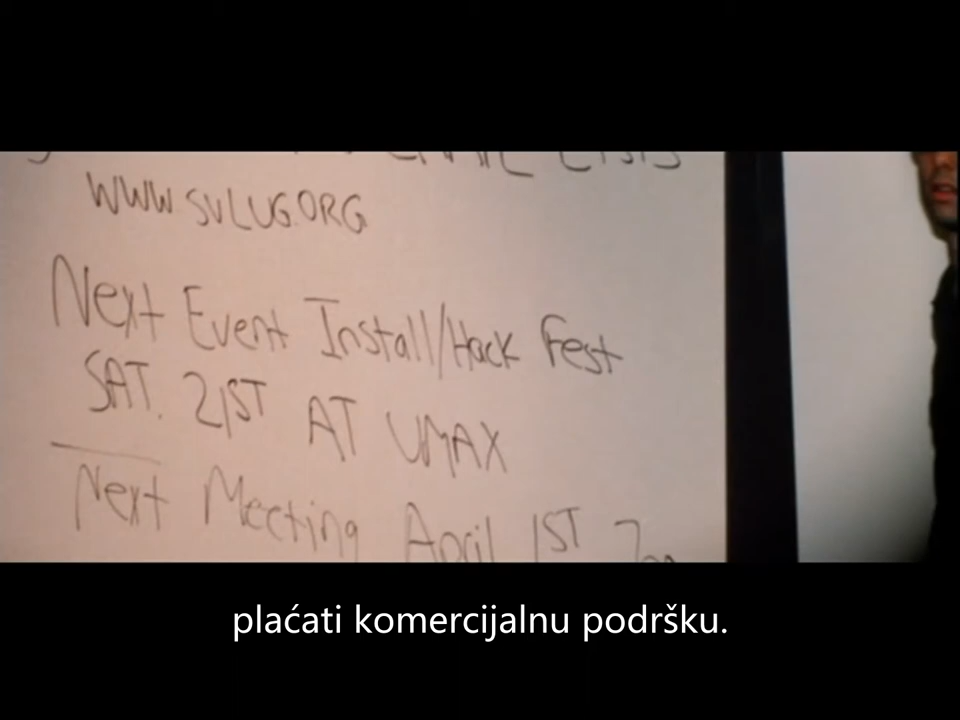 WWW.SVLUG.ORG
Next Event Install/Hack Fest
SAT. 21ST AT UMAX
Next Meeting April 1ST
plaćati komercijalnu podršku.